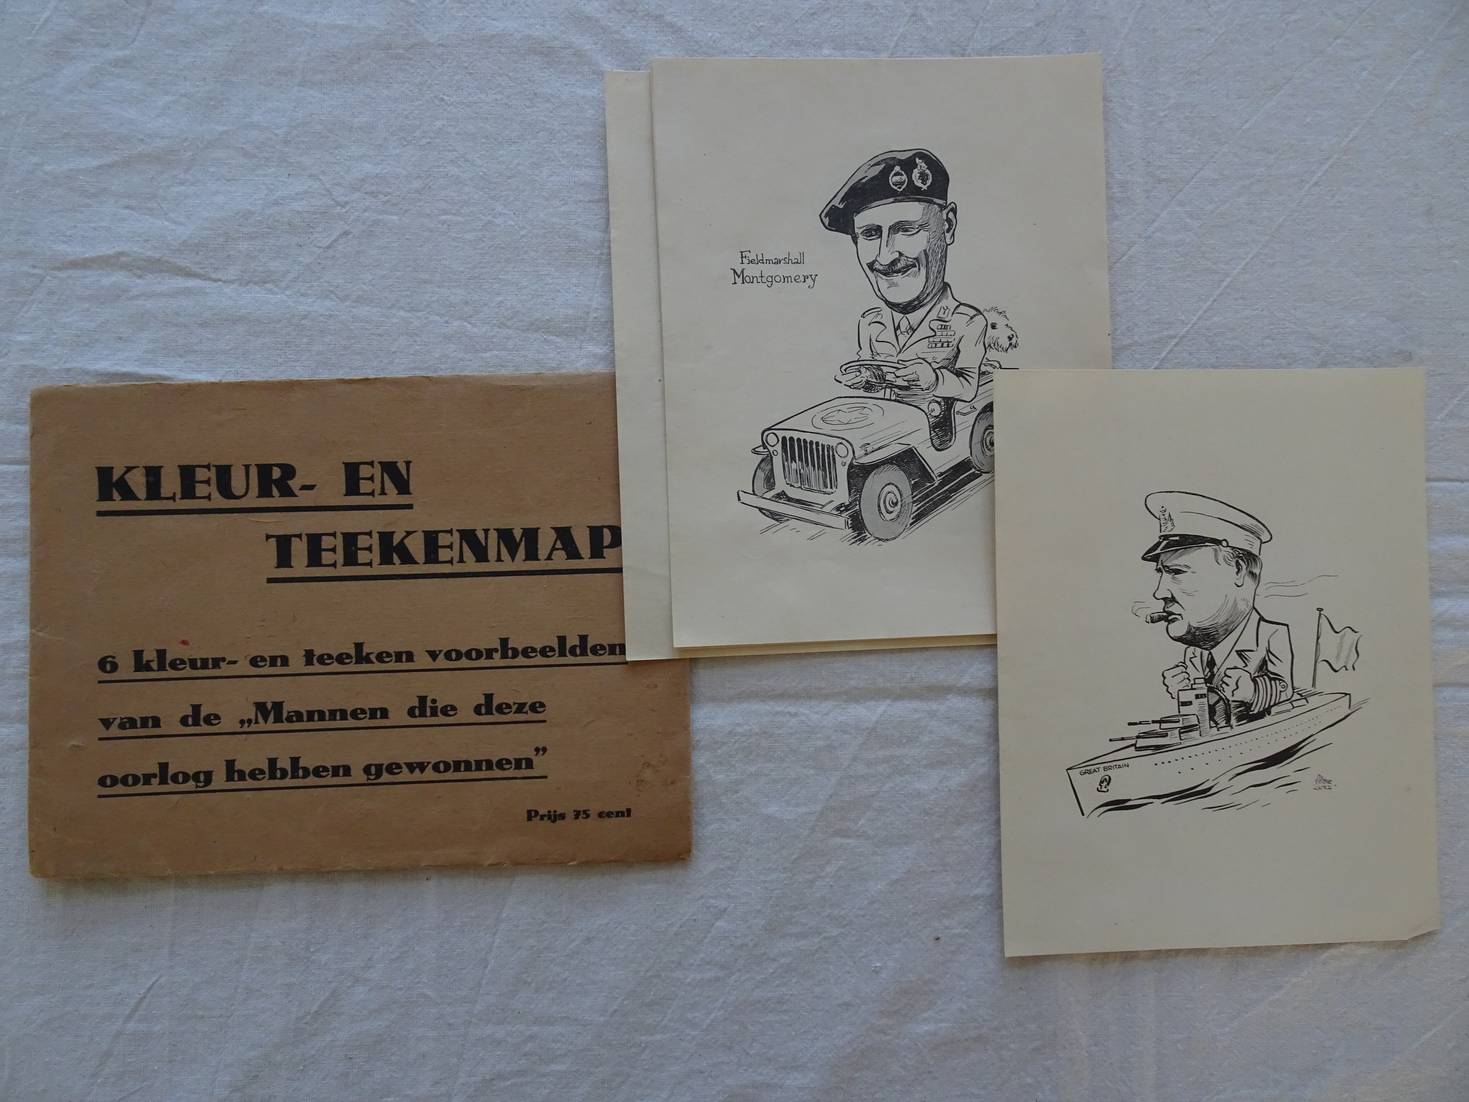 KLEUR- EN
TEEKENMAP
6 kleur- en teeken voorbeelden
van de „Mannen die deze
oorlog hebben gewonnen”
Prijs 75 cent
Fieldmarshall
Montgomery
GREAT BRITAIN